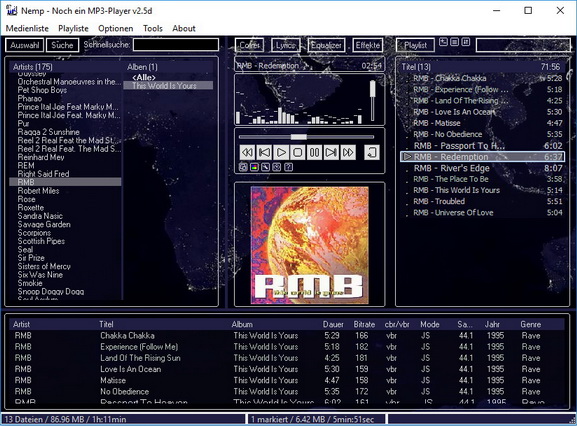 Nemp - Noch ein MP3-Player v2.5d
Medienliste Playliste Optionen Tools About
Auswahl Suche Schnellsuche:
Artists (175)
Orchestral Manoeuvres in the...
Pet Shop Boys
Pharao
Prince Ital Joe Feat Marky M...
Prince Ital Joe Feat. Marky M...
Pur
Ragga 2 Sunshine
Reel 2 Real Feat the Mad St...
Reel 2 Real feat. The Mad S...
Reinhard Mey
REM
Right Said Fred
RMB
Robert Miles
Rose
Roxette
Sandra Nasic
Savage Garden
Scorpions
Scottish Pipes
Seal
Sir Prize
Sisters of Mercy
Six Was Nine
Smokie
Snoop Doggy Dogg
Soul Asylum
Alben (1)
<Alle>
This World Is Yours
Cover Lyrics Equalizer Effekte
RMB - Redemption 02:54
RMB
Playlist
Titel (13) 71:56
RMB - Chakka Chakka 5:28
RMB - Experience (Follow ... 5:18
RMB - Land Of The Rising ... 4:25
RMB - Love Is An Ocean 5:30
RMB - Matisse 4:47
RMB - No Obedience 5:35
RMB - Passport To H... 6:02
RMB - Redemption 6:37
RMB - River's Edge 8:07
RMB - The Place To Be 3:58
RMB - This World Is Yours 5:14
RMB - Troubled 5:51
RMB - Universe Of Love 5:04
Artist Titel Album Dauer Bitrate cbr/vbr Mode Sa... Jahr Genre
RMB Chakka Chakka This World Is Yours 5:29 166 vbr JS 44.1 1995 Rave
RMB Experience (Follow Me) This World Is Yours 5:18 182 vbr JS 44.1 1995 Rave
RMB Land Of The Rising Sun This World Is Yours 4:25 181 vbr JS 44.1 1995 Rave
RMB Love Is An Ocean This World Is Yours 5:30 159 vbr JS 44.1 1995 Rave
RMB Matisse This World Is Yours 4:47 158 vbr JS 44.1 1995 Rave
RMB No Obedience This World Is Yours 5:35 172 vbr JS 44.1 1995 Rave
RMB Passport To Heaven This World Is Yours 6:02 161 vbr JS 44.1 1995 Rave
13 Dateien / 86.96 MB / 1h:11min 1 markiert / 6.42 MB / 5min:51sec